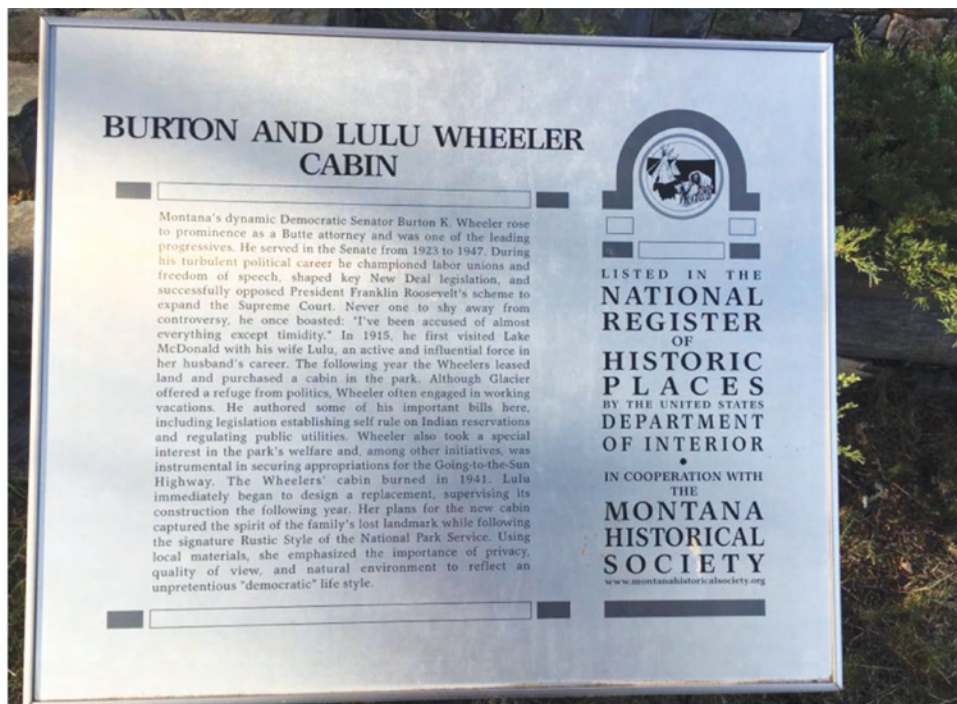 BURTON AND LULU WHEELER
CABIN
Montana's dynamic Democratic Senator Burton K. Wheeler rose
to prominence as a Butte attorney and was one of the leading
progressives. He served in the Senate from 1923 to 1947. During
his turbulent political career he championed labor unions and
freedom of speech, shaped key New Deal legislation, and
successfully opposed President Franklin Roosevelt's scheme to
expand the Supreme Court. Never one to shy away from
controversy, he once boasted: "I've been accused of almost
everything except timidity." In 1915, he first visited Lake
McDonald with his wife Lulu, an active and influential force in
her husband's career. The following year the Wheelers leased
land and purchased a cabin in the park. Although Glacier
offered a refuge from politics, Wheeler often engaged in working
vacations. He authored some of his important bills here,
including legislation establishing self rule on Indian reservations
and regulating public utilities. Wheeler also took a special
interest in the park's welfare and, among other initiatives, was
instrumental in securing appropriations for the Going-to-the-Sun
Highway. The Wheelers' cabin burned in 1941. Lulu
immediately began to design a replacement, supervising its
construction the following year. Her plans for the new cabin
captured the spirit of the family's lost landmark while following
the signature Rustic Style of the National Park Service. Using
local materials, she emphasized the importance of privacy,
quality of view, and natural environment to reflect an
unpretentious "democratic" life style.
LISTED IN THE
NATIONAL
REGISTER
OF
HISTORIC
PLACES
BY THE UNITED STATES
DEPARTMENT
OF INTERIOR
•
IN COOPERATION WITH
THE
MONTANA
HISTORICAL
SOCIETY
www.montanahistoricalsociety.org